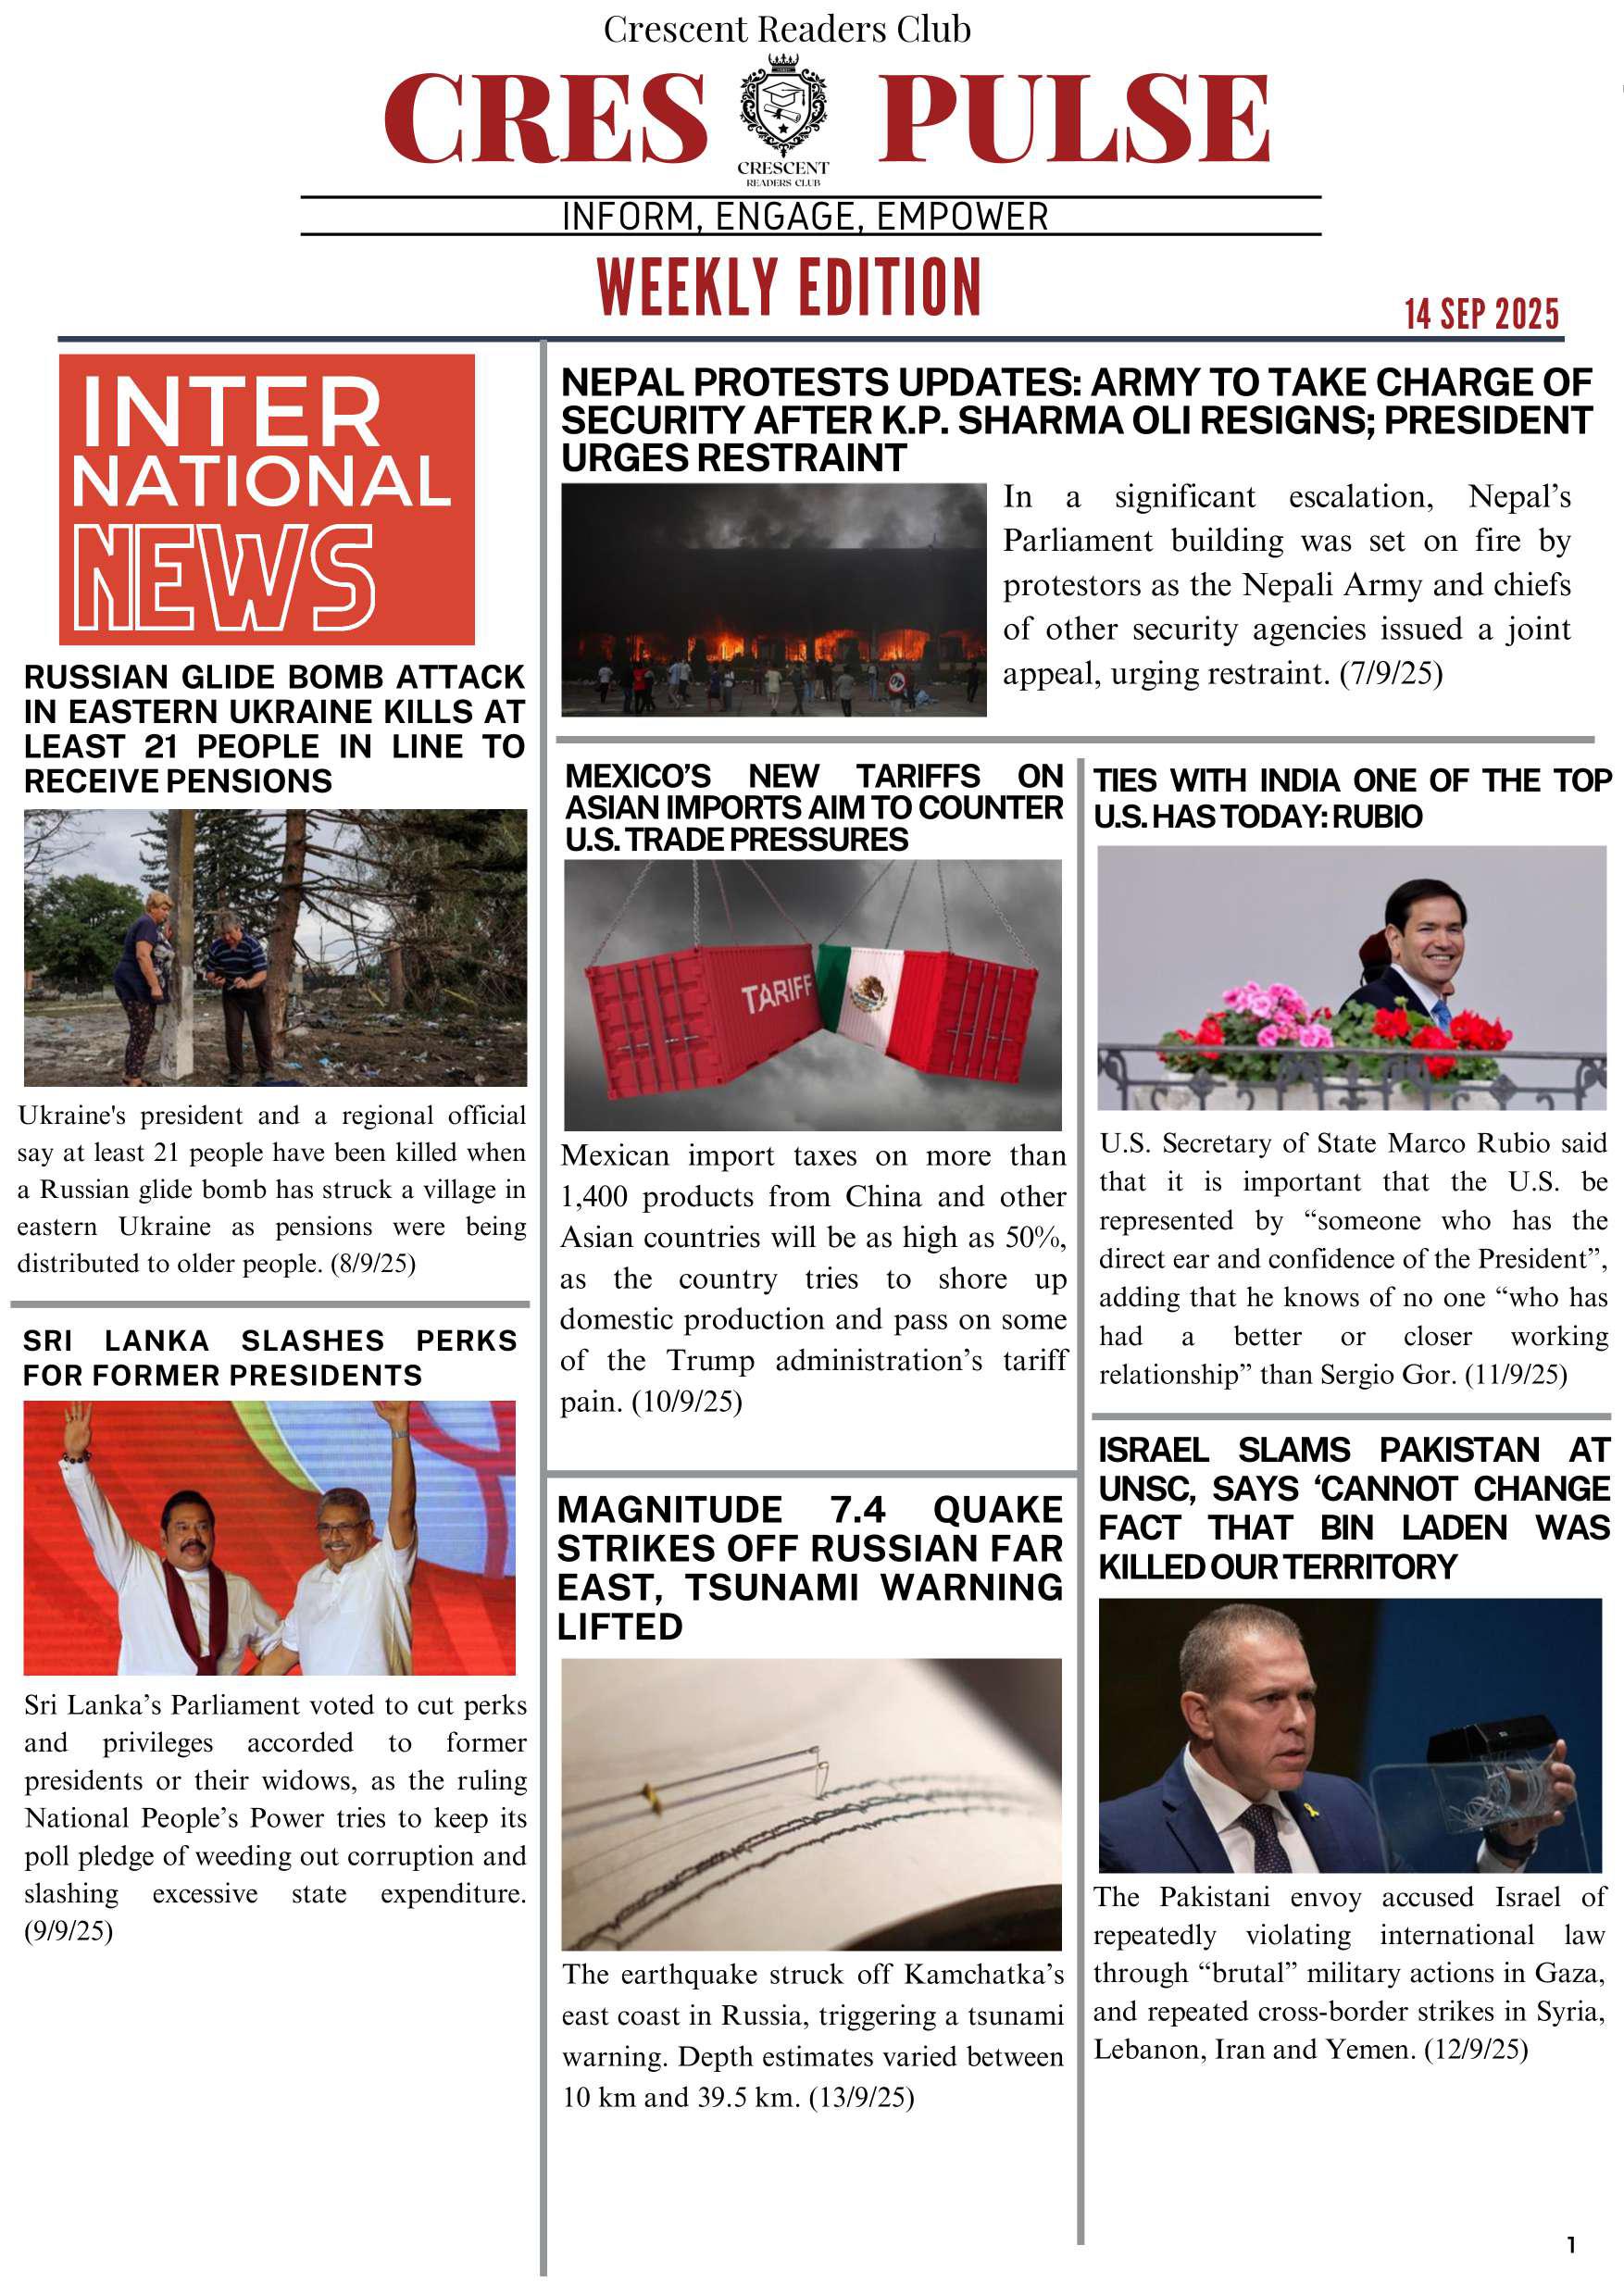 Crescent Readers Club
CRES PULSE
CRESCENT
READERS CLUB
INFORM, ENGAGE, EMPOWER
WEEKLY EDITION
14 SEP 2025
INTER
NATIONAL
NEWS
RUSSIAN GLIDE BOMB ATTACK
IN EASTERN UKRAINE KILLS AT
LEAST 21 PEOPLE IN LINE TO
RECEIVE PENSIONS
Ukraine's president and a regional official
say at least 21 people have been killed when
a Russian glide bomb has struck a village in
eastern Ukraine as pensions were being
distributed to older people. (8/9/25)
SRI LANKA SLASHES PERKS
FOR FORMER PRESIDENTS
Sri Lanka’s Parliament voted to cut perks
and privileges accorded to former
presidents or their widows, as the ruling
National People’s Power tries to keep its
poll pledge of weeding out corruption and
slashing excessive state expenditure.
(9/9/25)
NEPAL PROTESTS UPDATES: ARMY TO TAKE CHARGE OF
SECURITY AFTER K.P. SHARMA OLI RESIGNS; PRESIDENT
URGES RESTRAINT
In a significant escalation, Nepal’s
Parliament building was set on fire by
protestors as the Nepali Army and chiefs
of other security agencies issued a joint
appeal, urging restraint. (7/9/25)
MEXICO’S NEW TARIFFS ON
ASIAN IMPORTS AIM TO COUNTER
U.S. TRADE PRESSURES
TARIFF
Mexican import taxes on more than
1,400 products from China and other
Asian countries will be as high as 50%,
as the country tries to shore up
domestic production and pass on some
of the Trump administration’s tariff
pain. (10/9/25)
MAGNITUDE 7.4 QUAKE
STRIKES OFF RUSSIAN FAR
EAST, TSUNAMI WARNING
LIFTED
The earthquake struck off Kamchatka’s
east coast in Russia, triggering a tsunami
warning. Depth estimates varied between
10 km and 39.5 km. (13/9/25)
TIES WITH INDIA ONE OF THE TOP
U.S. HAS TODAY: RUBIO
U.S. Secretary of State Marco Rubio said
that it is important that the U.S. be
represented by “someone who has the
direct ear and confidence of the President”,
adding that he knows of no one “who has
had a better or closer working
relationship” than Sergio Gor. (11/9/25)
ISRAEL SLAMS PAKISTAN AT
UNSC, SAYS ‘CANNOT CHANGE
FACT THAT BIN LADEN WAS
KILLED OUR TERRITORY
The Pakistani envoy accused Israel of
repeatedly violating international law
through “brutal” military actions in Gaza,
and repeated cross-border strikes in Syria,
Lebanon, Iran and Yemen. (12/9/25)
1